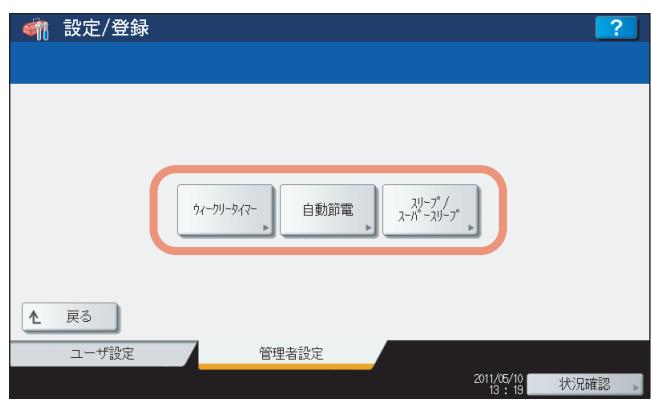 設定/登録
?
ウィークリータイマー
自動節電
スリープ/
スーパースリープ
戻る
ユーザ設定
管理者設定
2011/05/10
13 : 19
状況確認